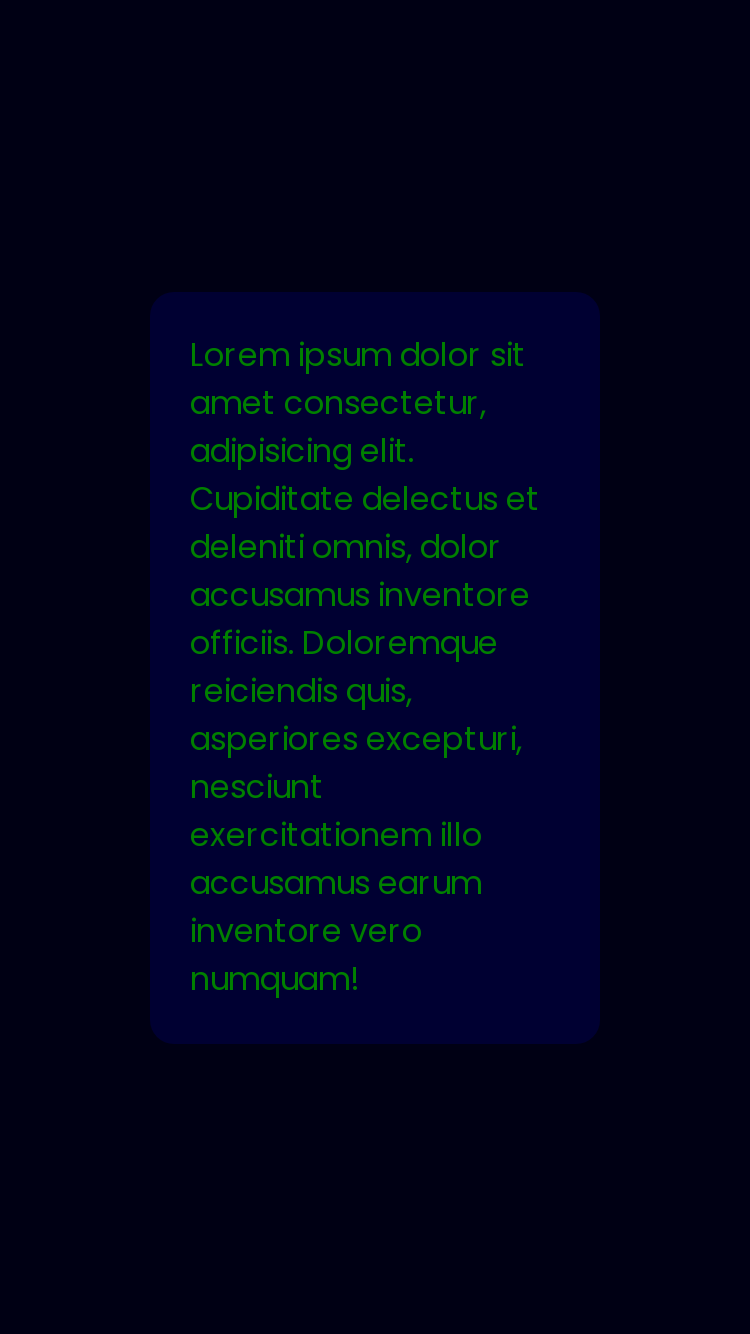 Lorem ipsum dolor sit
amet consectetur,
adipisicing elit.
Cupiditate delectus et
deleniti omnis, dolor
accusamus inventore
officiis. Doloremque
reiciendis quis,
asperiores excepturi,
nesciunt
exercitationem illo
accusamus earum
inventore vero
numquam!